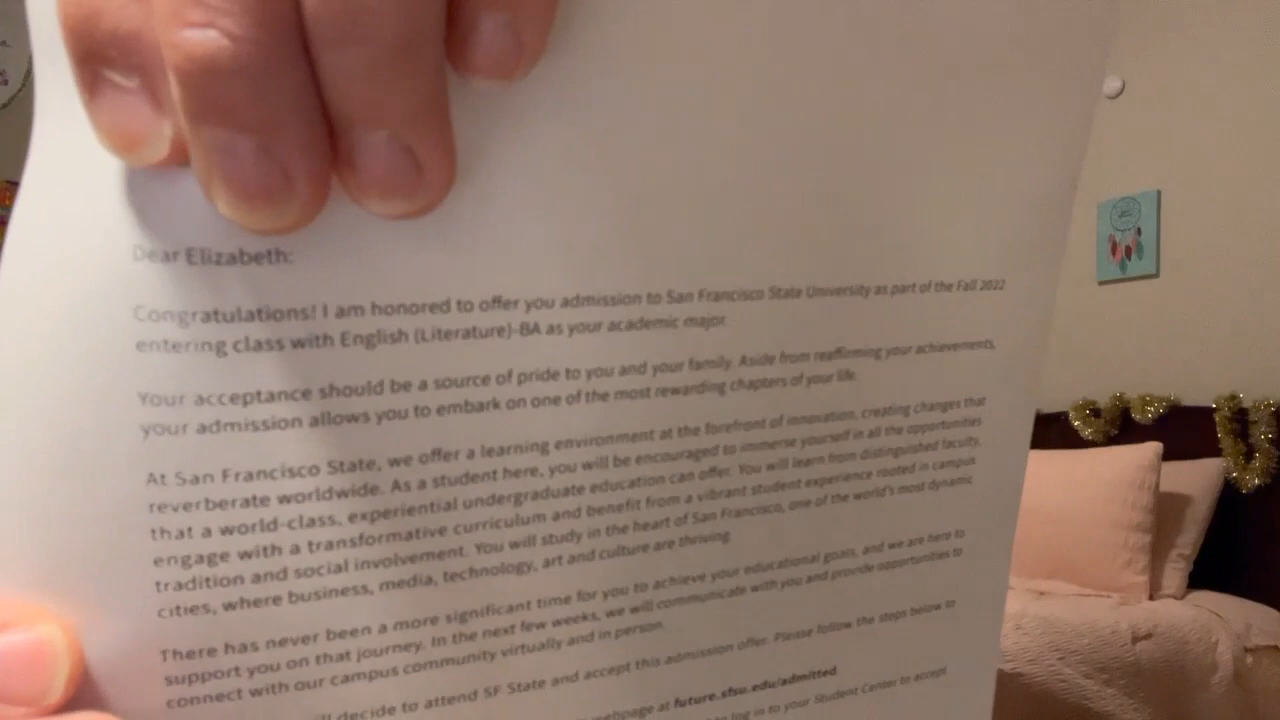 Dear Elizabeth:
Congratulations! I am honored to offer you admission to San Francisco State University as part of the Fall 2022
entering class with English (Literature)-BA as your academic major.
Your acceptance should be a source of pride to you and your family. Aside from reaffirming your achievements,
your admission allows you to embark on one of the most rewarding chapters of your life.
At San Francisco State, we offer a learning environment at the forefront of innovation, creating changes that
reverberate worldwide. As a student here, you will be encouraged to immerse yourself in all the opportunities
that a world-class, experiential undergraduate education can offer. You will learn from distinguished faculty,
engage with a transformative curriculum and benefit from a vibrant student experience rooted in campus
tradition and social involvement. You will study in the heart of San Francisco, one of the world's most dynamic
cities, where business, media, technology, art and culture are thriving.
There has never been a more significant time for you to achieve your educational goals, and we are here to
support you on that journey. In the next few weeks, we will communicate with you and provide opportunities to
connect with our campus community virtually and in person.
decide to attend SF State and accept this admission offer. Please follow the steps below to
webpage at future.sfsu.edu/admitted
to log in to your Student Center to accept